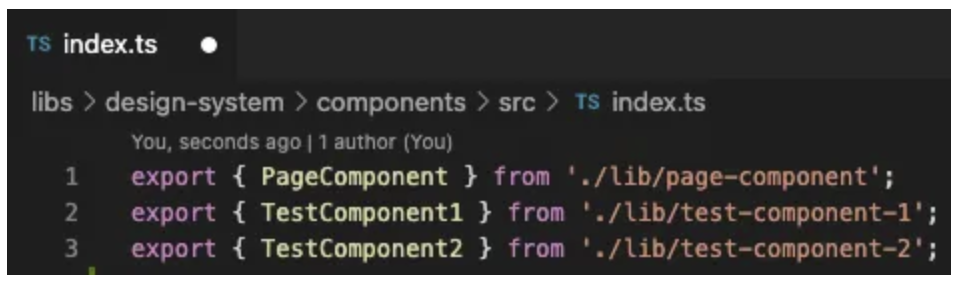 TS index.ts
libs > design-system > components > src > TS index.ts
You, seconds ago | 1 author (You)
1 export { PageComponent } from './lib/page-component';
2 export { TestComponent1 } from './lib/test-component-1';
3 export { TestComponent2 } from './lib/test-component-2';